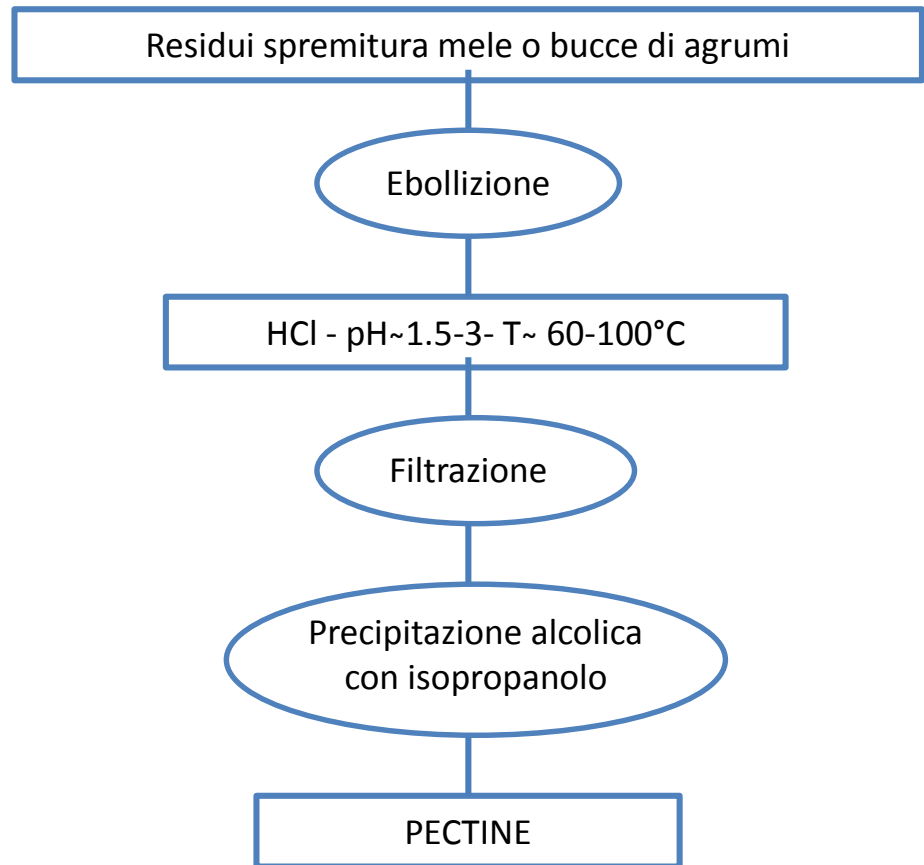 Residui spremitura mele o bucce di agrumi
Ebollizione
HCl - pH~1.5-3- T~ 60-100°C
Filtrazione
Precipitazione alcolica
con isopropanolo
PECTINE